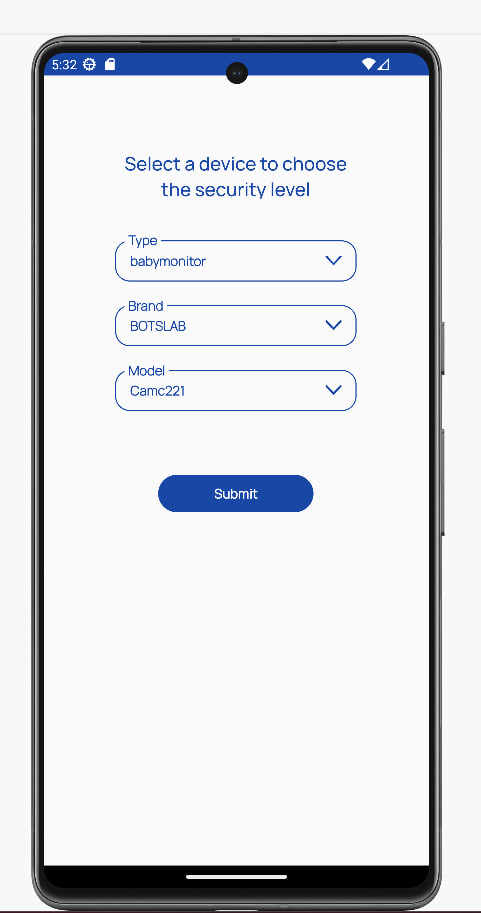 5:32
Select a device to choose
the security level
Type
babymonitor
Brand
BOTSLAB
Model
Camc221
Submit